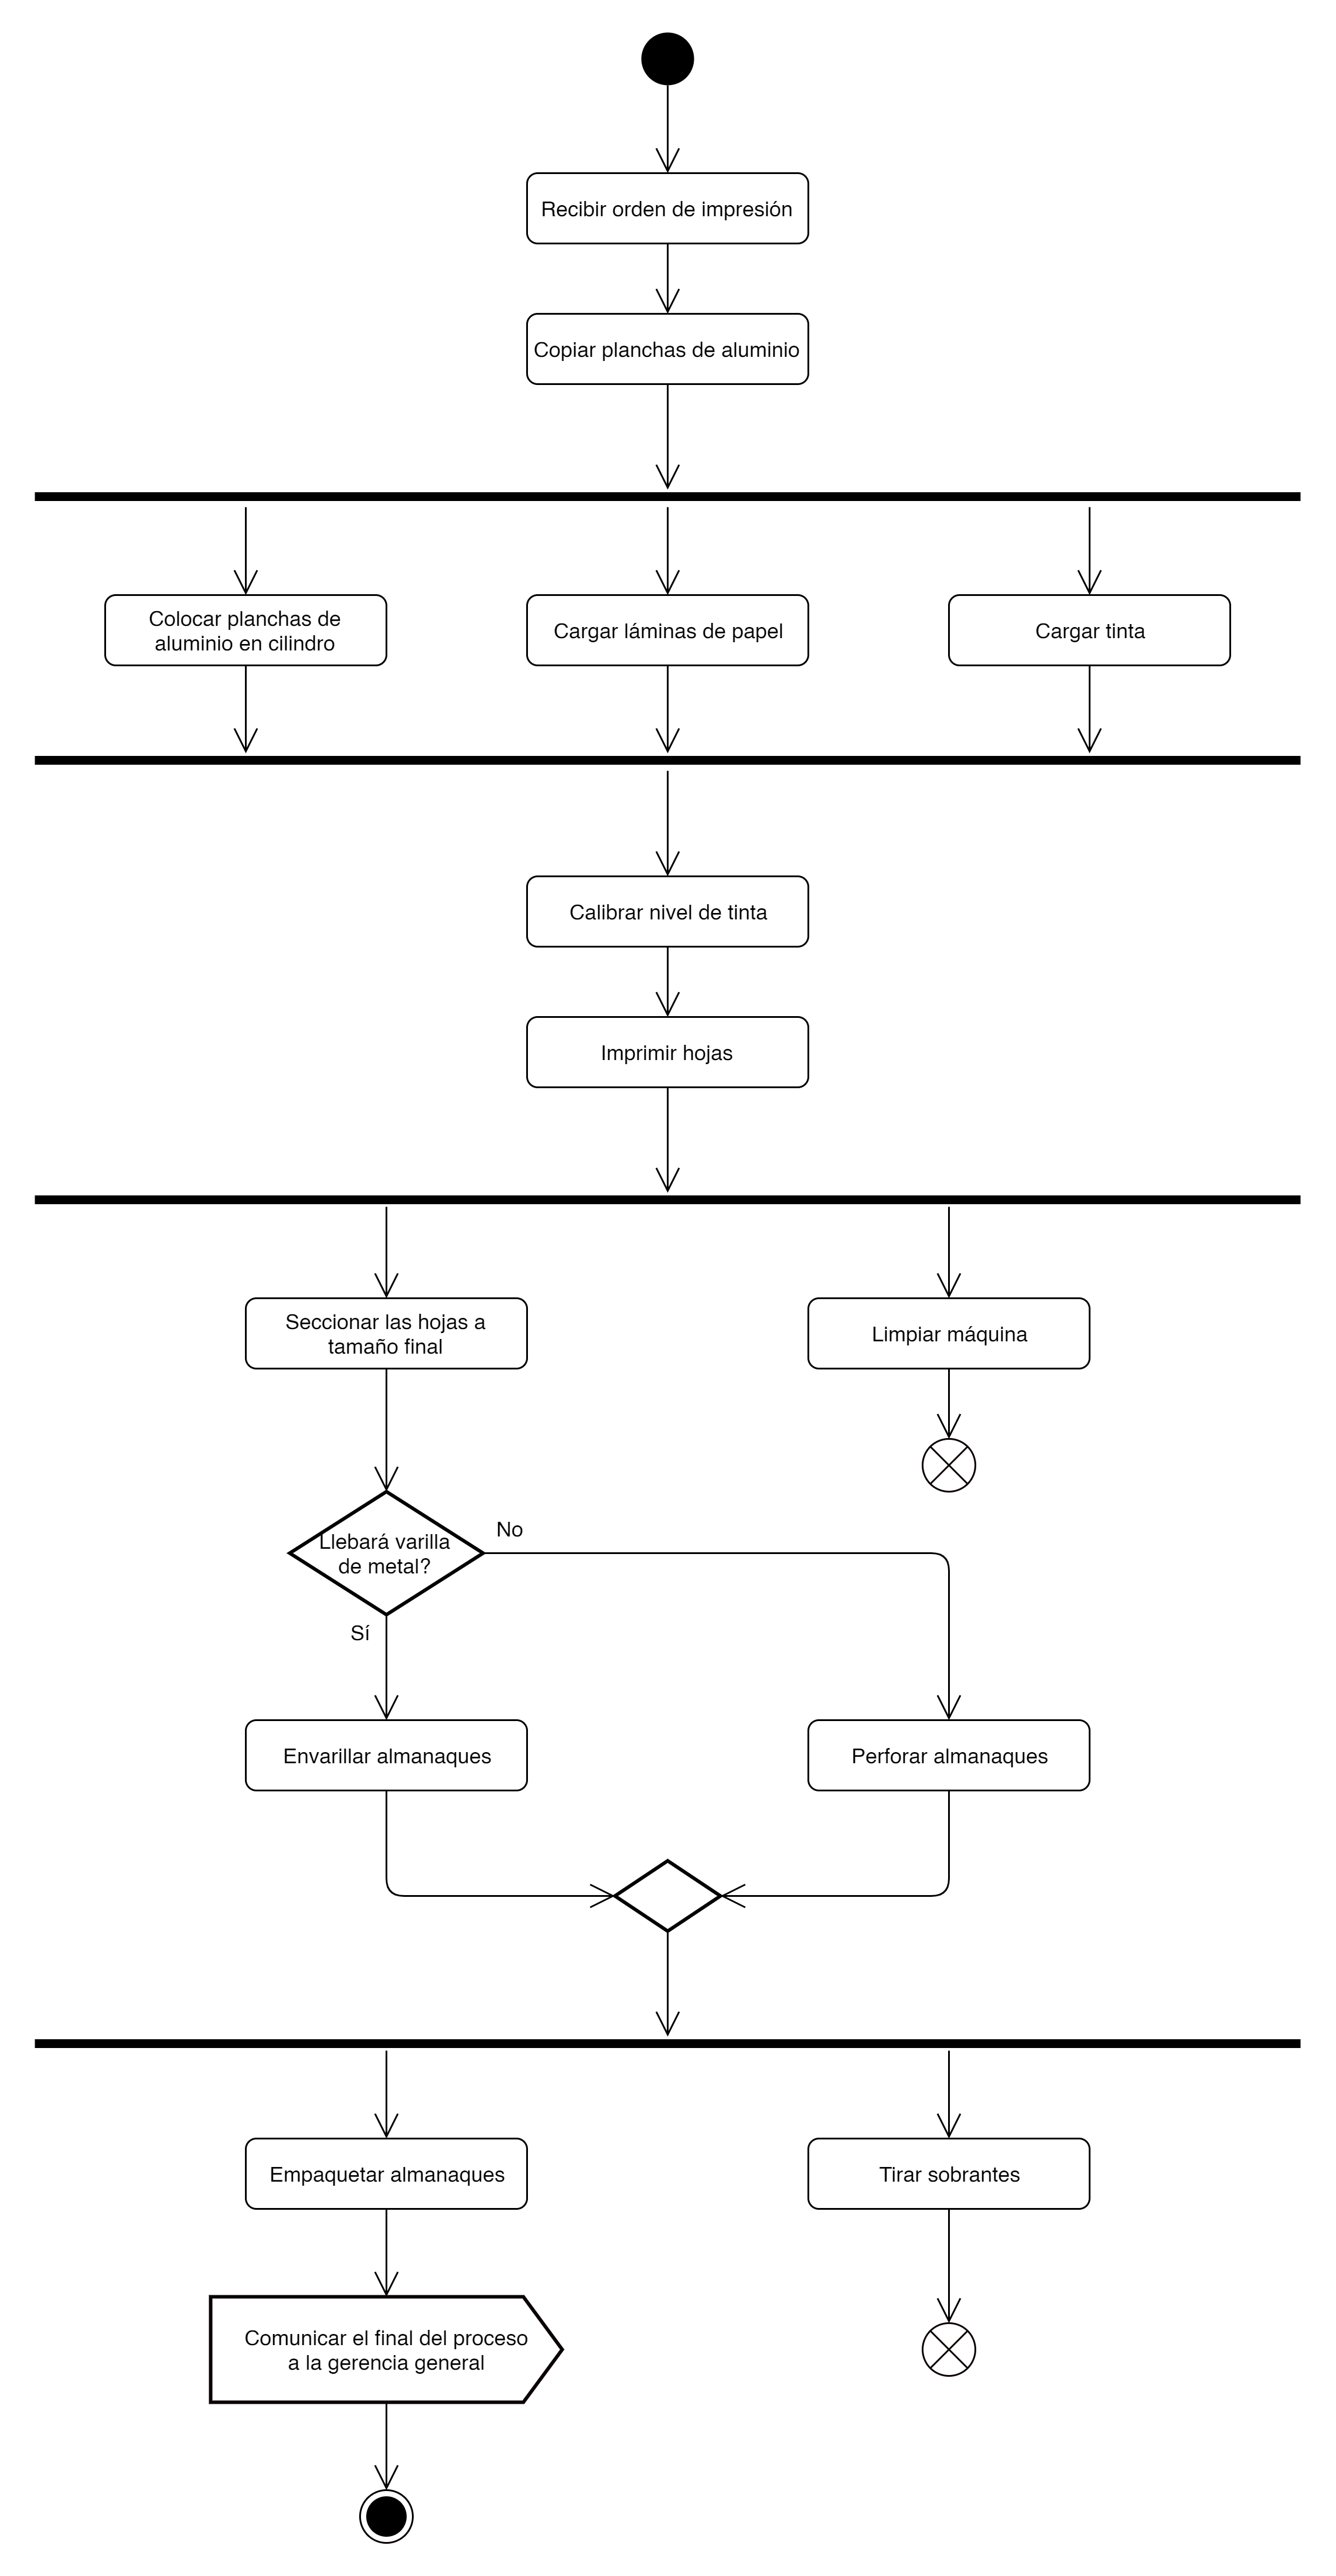 Recibir orden de impresión
Copiar planchas de aluminio
Colocar planchas de
aluminio en cilindro
Cargar láminas de papel
Cargar tinta
Calibrar nivel de tinta
Imprimir hojas
Seccionar las hojas a
tamaño final
Limpiar máquina
Llebará varilla
de metal?
No
Sí
Envarillar almanaques
Perforar almanaques
Empaquetar almanaques
Tirar sobrantes
Comunicar el final del proceso
a la gerencia general